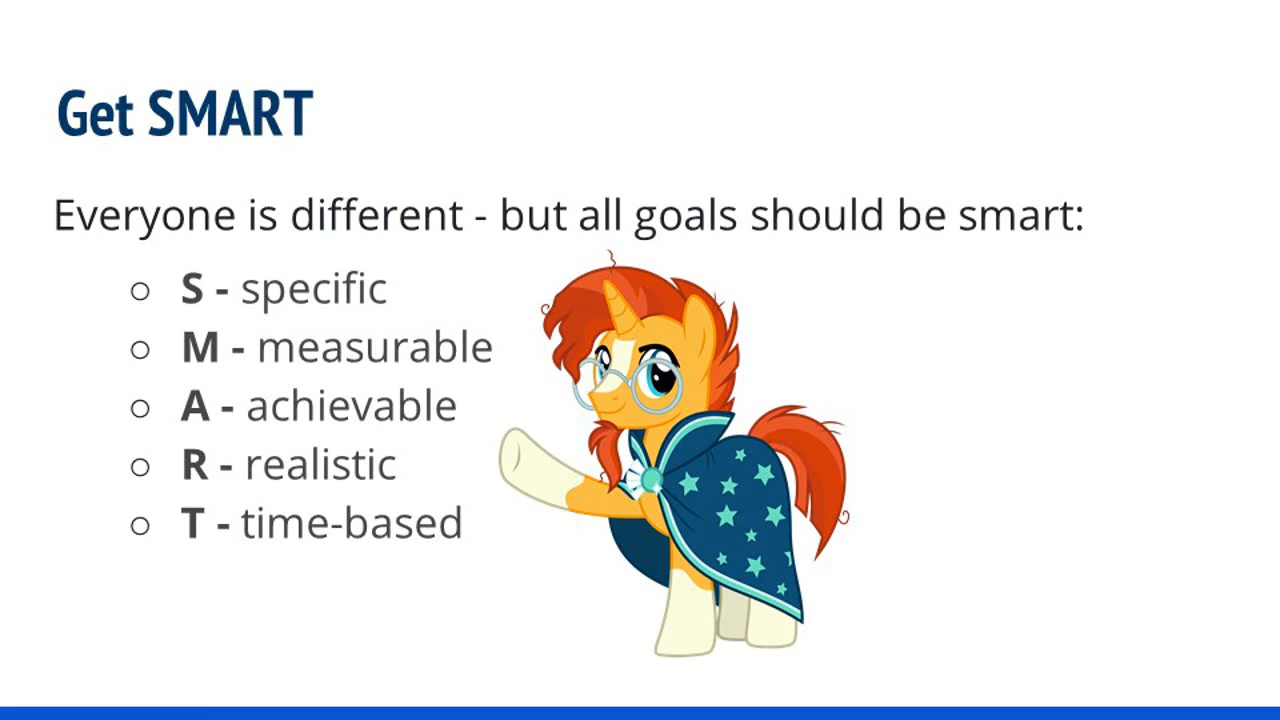 Get SMART
Everyone is different - but all goals should be smart:
○ S - specific
○ M - measurable
○ A - achievable
○ R - realistic
○ T - time-based